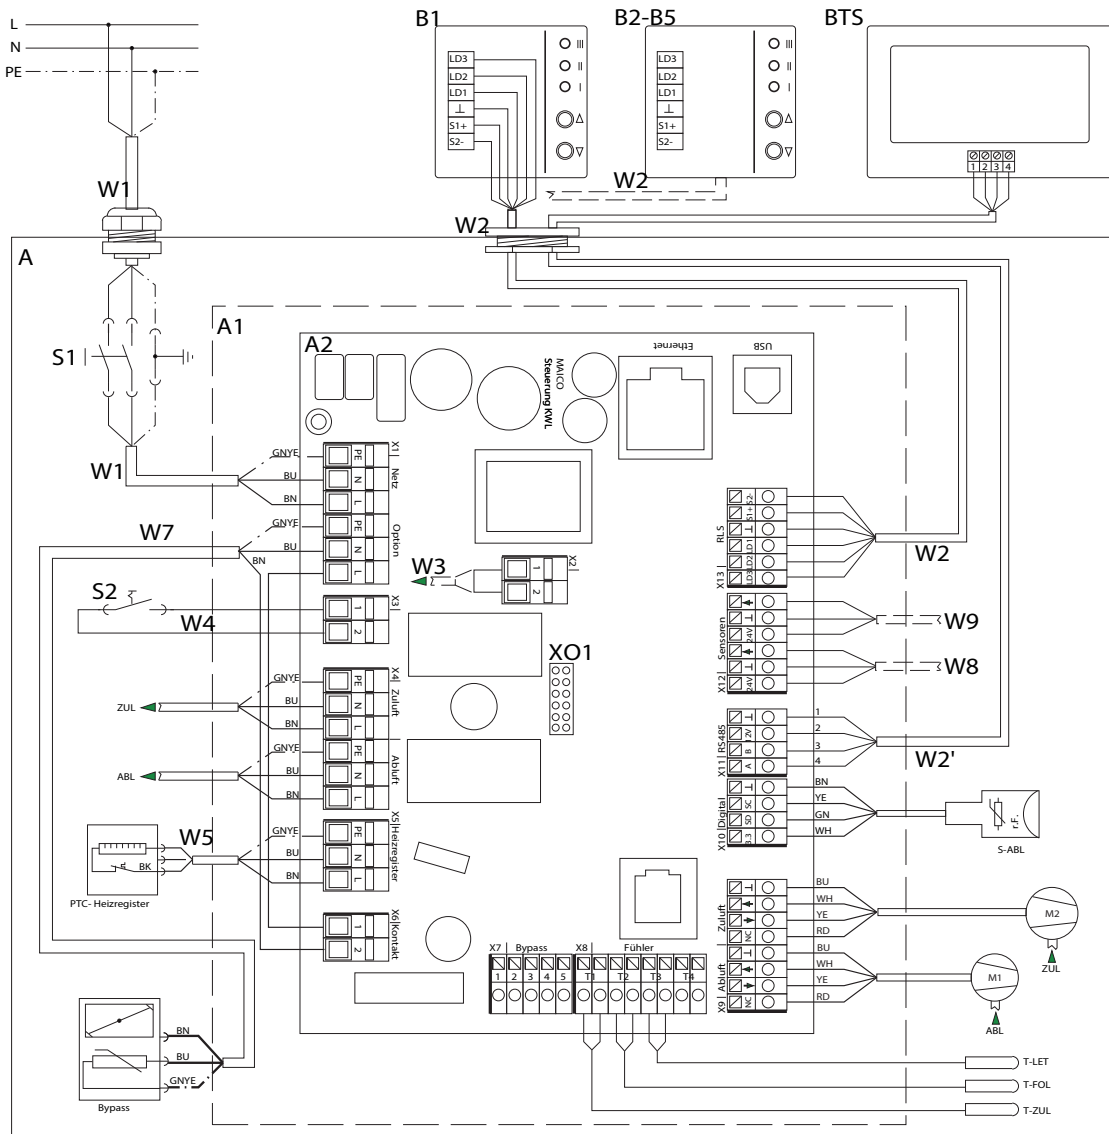 L
N
PE
B1
B2-B5
BTS
LD3
LD2
LD1
⊥
S1+
S2-
III
II
I
LD3
LD2
LD1
⊥
S1+
S2-
III
II
I
1 2 3 4
W1
W2
W2
A
S1
A1
A2
MAICO
Steuerung KWL
Ethernet
USB
W1
GNYE
BU
BN
PE
N
L
X1
Netz
W7
GNYE
BU
BN
PE
N
L
Option
W3
1
2
X2
S2
W4
1
2
X3
XO1
S2-
S1+
⊥
LD1
LD2
LD3
X13
RLS
W2
⊥
24V
⊥
24V
X12
Sensoren
W9
W8
ZUL
GNYE
BU
BN
PE
N
L
X4
Zuluft
ABL
GNYE
BU
BN
PE
N
L
Abluft
⊥
12V
B
A
X11
RS485
1
2
3
4
W2'
⊥
SC
SD
3.3
X10
Digital
BN
YE
GN
WH
r.F.
S-ABL
W5
BK
PTC- Heizregister
GNYE
BU
BN
PE
N
L
X5
Heizregister
1
2
X6
Kontakt
X7 Bypass
1 2 3 4 5
X8 Fühler
T1 T2 T3 T4
⊥
NC
Zuluft
BU
WH
YE
RD
M2
ZUL
⊥
NC
X9
Abluft
BU
WH
YE
RD
M1
ABL
BN
BU
GNYE
Bypass
T-LET
T-FOL
T-ZUL